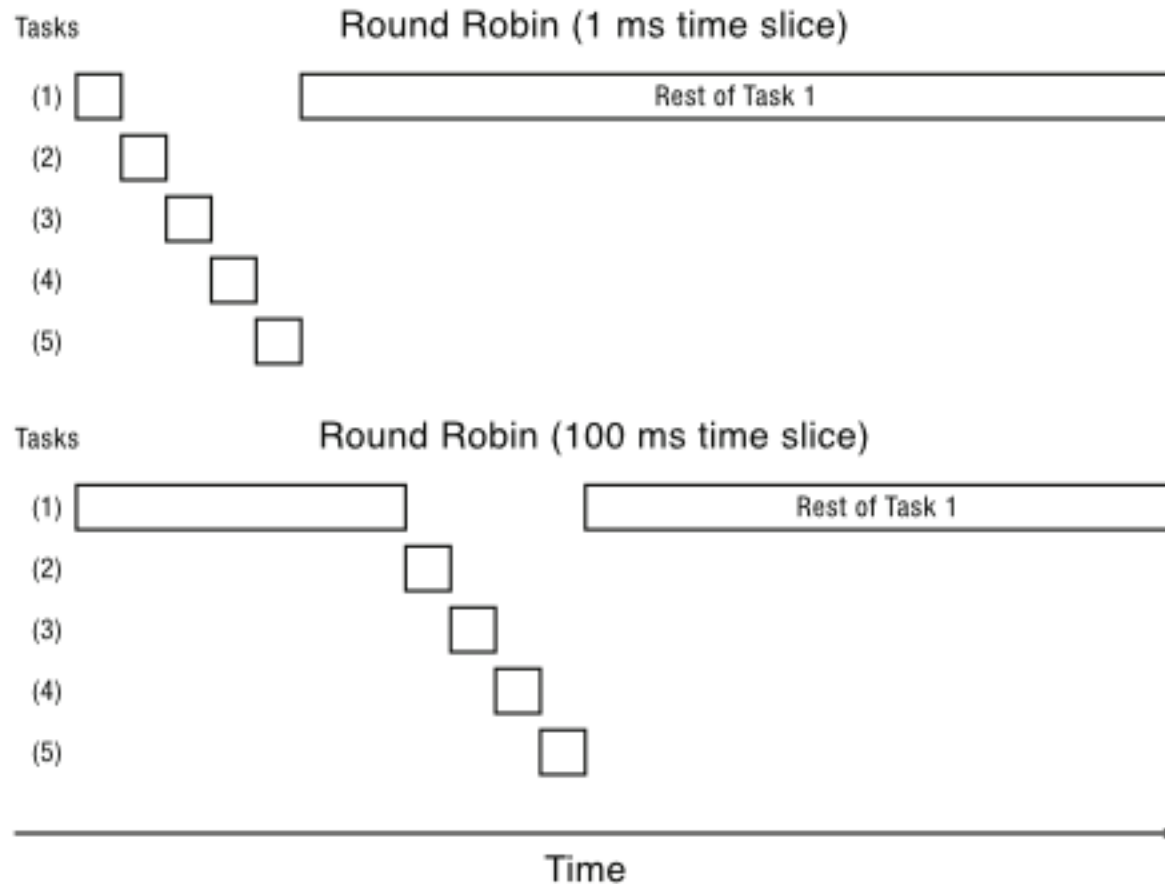 Tasks Round Robin (1 ms time slice)
(1) Rest of Task 1
(2)
(3)
(4)
(5)
Tasks Round Robin (100 ms time slice)
(1) Rest of Task 1
(2)
(3)
(4)
(5)
Time